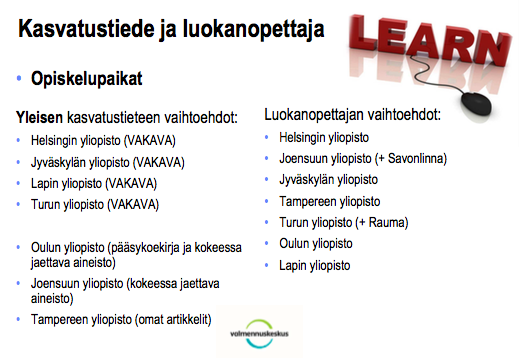 Kasvatustiede ja luokanopettaja
LEARN
• Opiskelupaikat
Yleisen kasvatustieteen vaihtoehdot:
• Helsingin yliopisto (VAKAVA)
• Jyväskylän yliopisto (VAKAVA)
• Lapin yliopisto (VAKAVA)
• Turun yliopisto (VAKAVA)
• Oulun yliopisto (pääsykoekirja ja kokeessa
jaettava aineisto)
• Joensuun yliopisto (kokeessa jaettava
aineisto)
• Tampereen yliopisto (omat artikkelit)
Luokanopettajan vaihtoehdot:
• Helsingin yliopisto
• Joensuun yliopisto (+ Savonlinna)
• Jyväskylän yliopisto
• Tampereen yliopisto
• Turun yliopisto (+ Rauma)
• Oulun yliopisto
• Lapin yliopisto
valmennuskeskus